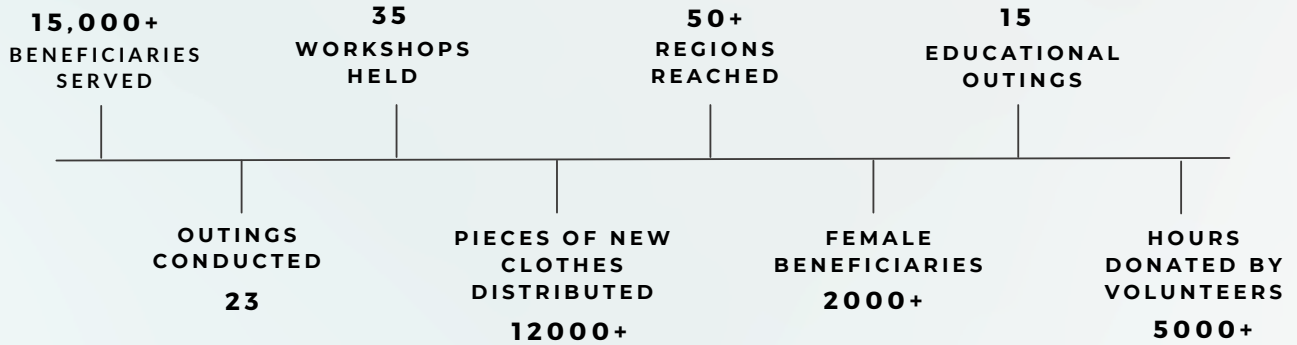 15,000+
BENEFICIARIES
SERVED
35
WORKSHOPS
HELD
50+
REGIONS
REACHED
15
EDUCATIONAL
OUTINGS
OUTINGS
CONDUCTED
23
PIECES OF NEW
CLOTHES
DISTRIBUTED
12000+
FEMALE
BENEFICIARIES
2000+
HOURS
DONATED BY
VOLUNTEERS
5000+